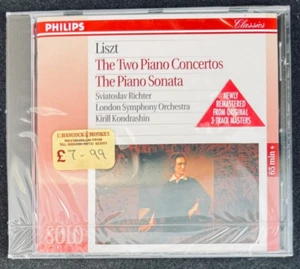 PHILIPS
Classics
Liszt
The Two Piano Concertos
The Piano Sonata
Sviatoslav Richter
London Symphony Orchestra
Kirill Kondrashin
NEWLY
REMASTERED
FROM ORIGINAL
3-TRACK MASTERS
£7-99
65 min +
SOLO